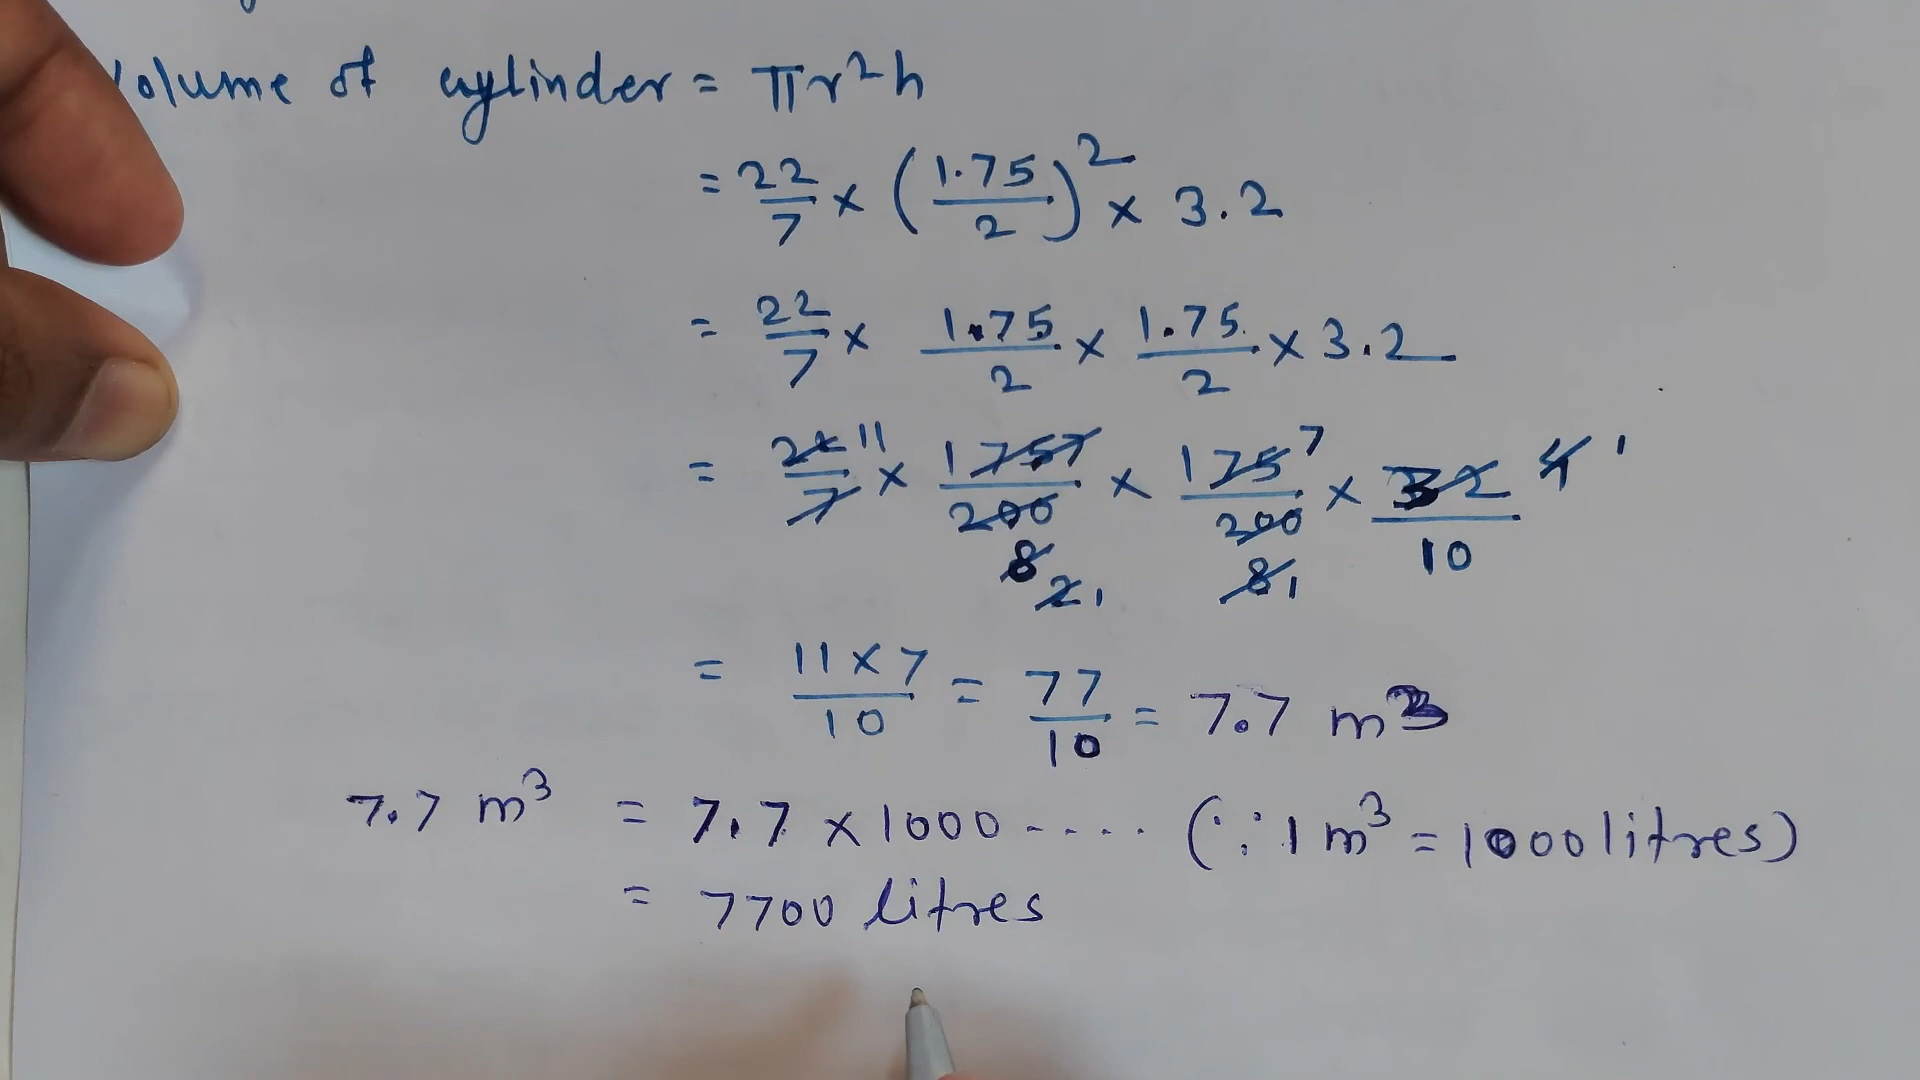 Volume of cylinder = πr²h
= 22/7 × (1.75/2)² × 3.2
= 22/7 × 1.75/2 × 1.75/2 × 3.2
= 22/7 11 × 175/200 7 8 2 1 × 175/200 7 8 1 × 32/10 4 1
= 11×7/10 = 77/10 = 7.7 m³
7.7 m³ = 7.7 × 1000 .... (∵ 1 m³ = 1000 litres)
= 7700 litres